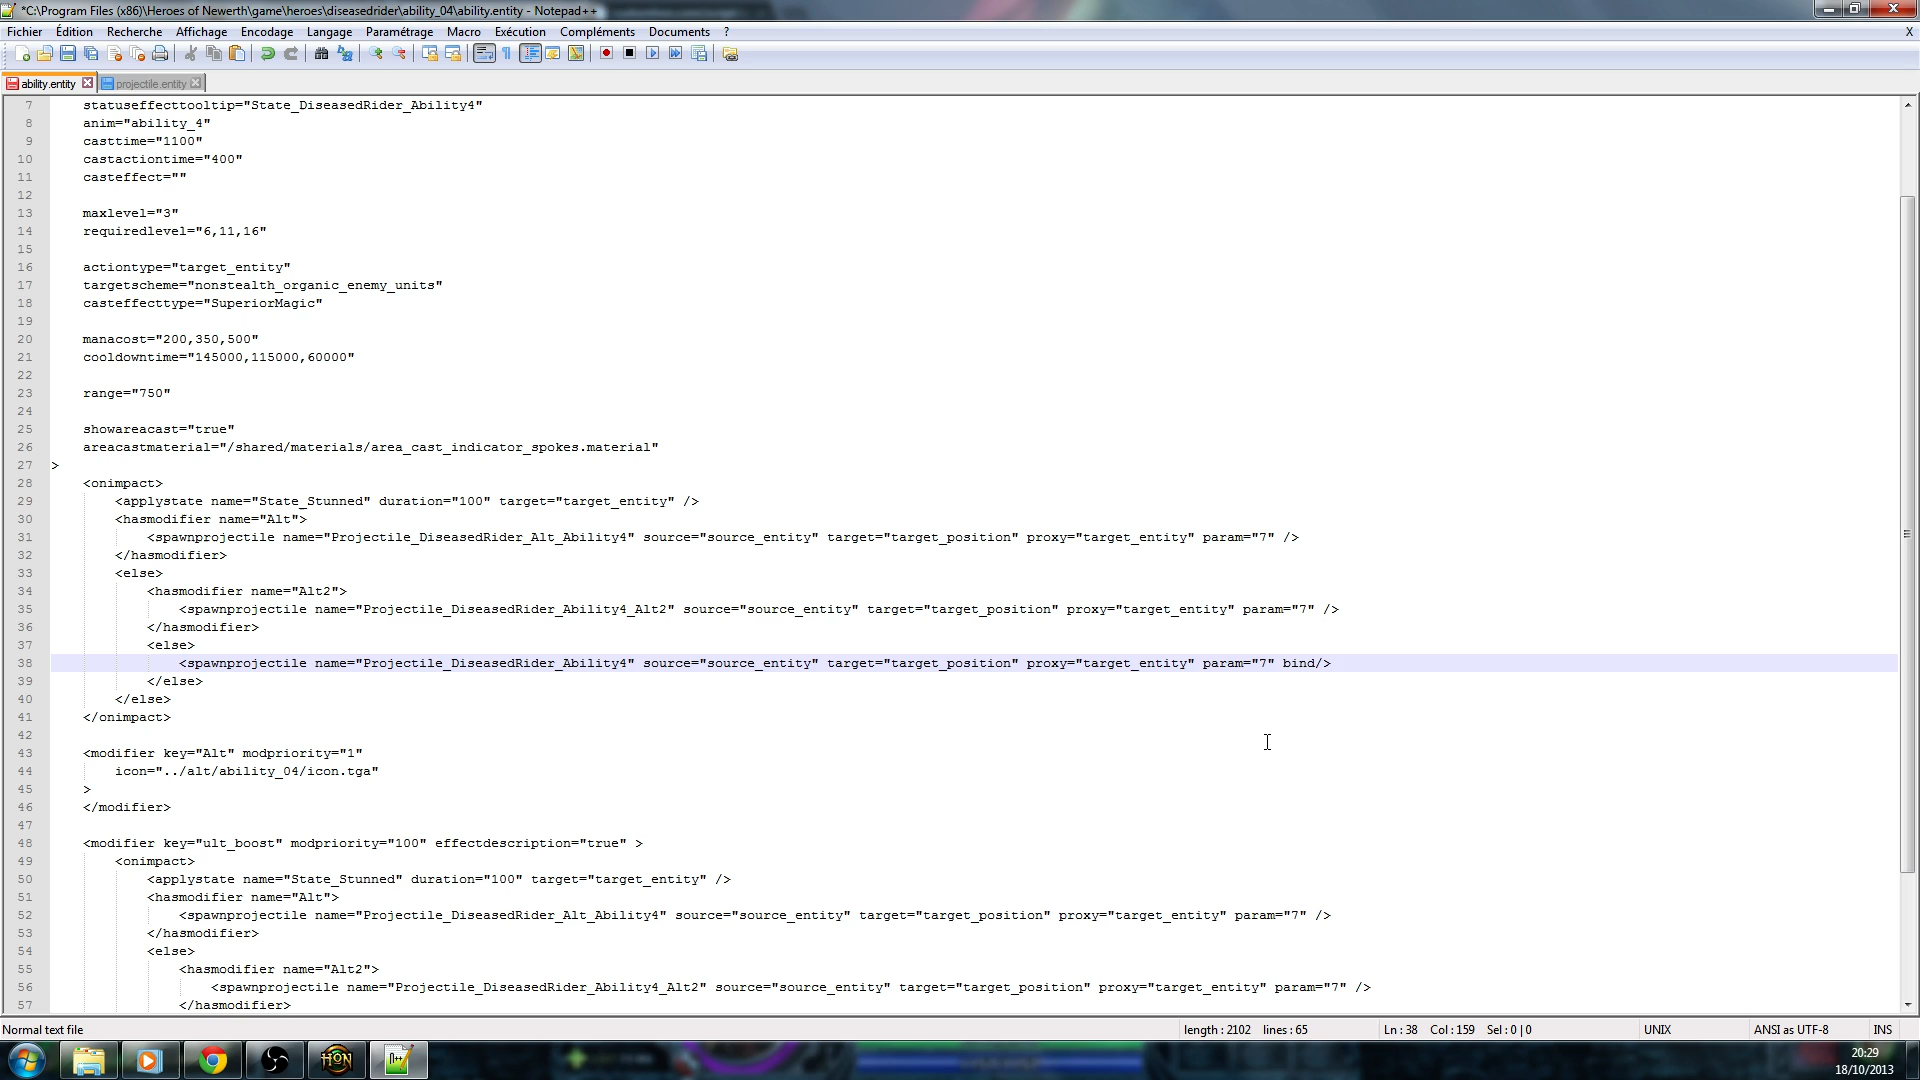 *C:\Program Files (x86)\Heroes of Newerth\game\heroes\diseasedrider\ability_04\ability.entity - Notepad++
Fichier Édition Recherche Affichage Encodage Langage Paramétrage Macro Exécution Compléments Documents ? X
ability.entity projectile.entity
7 statuseffecttooltip="State_DiseasedRider_Ability4"
8 anim="ability_4"
9 casttime="1100"
10 castactiontime="400"
11 casteffect=""
12
13 maxlevel="3"
14 requiredlevel="6,11,16"
15
16 actiontype="target_entity"
17 targetscheme="nonstealth_organic_enemy_units"
18 casteffecttype="SuperiorMagic"
19
20 manacost="200,350,500"
21 cooldowntime="145000,115000,60000"
22
23 range="750"
24
25 showareacast="true"
26 areacastmaterial="/shared/materials/area_cast_indicator_spokes.material"
27 >
28 <onimpact>
29 <applystate name="State_Stunned" duration="100" target="target_entity" />
30 <hasmodifier name="Alt">
31 <spawnprojectile name="Projectile_DiseasedRider_Alt_Ability4" source="source_entity" target="target_position" proxy="target_entity" param="7" />
32 </hasmodifier>
33 <else>
34 <hasmodifier name="Alt2">
35 <spawnprojectile name="Projectile_DiseasedRider_Ability4_Alt2" source="source_entity" target="target_position" proxy="target_entity" param="7" />
36 </hasmodifier>
37 <else>
38 <spawnprojectile name="Projectile_DiseasedRider_Ability4" source="source_entity" target="target_position" proxy="target_entity" param="7" bind/>
39 </else>
40 </else>
41 </onimpact>
42
43 <modifier key="Alt" modpriority="1"
44 icon="../alt/ability_04/icon.tga"
45 >
46 </modifier>
47
48 <modifier key="ult_boost" modpriority="100" effectdescription="true" >
49 <onimpact>
50 <applystate name="State_Stunned" duration="100" target="target_entity" />
51 <hasmodifier name="Alt">
52 <spawnprojectile name="Projectile_DiseasedRider_Alt_Ability4" source="source_entity" target="target_position" proxy="target_entity" param="7" />
53 </hasmodifier>
54 <else>
55 <hasmodifier name="Alt2">
56 <spawnprojectile name="Projectile_DiseasedRider_Ability4_Alt2" source="source_entity" target="target_position" proxy="target_entity" param="7" />
57 </hasmodifier>
Normal text file length : 2102 lines : 65 Ln : 38 Col : 159 Sel : 0 | 0 UNIX ANSI as UTF-8 INS
HON
20:29
18/10/2013